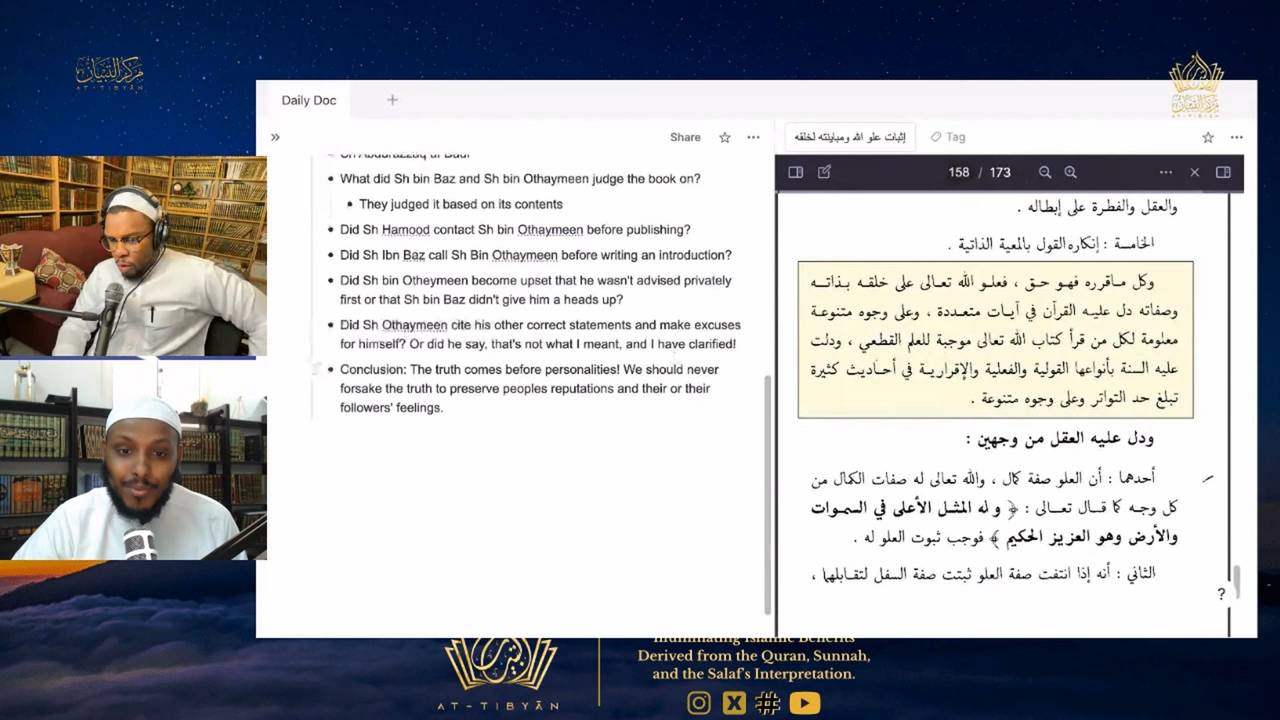 مركز التبيان
AT-TIBYĀN
Daily Doc
Share
What did Sh bin Baz and Sh bin Othaymeen judge the book on?
They judged it based on its contents
Did Sh Hamood contact Sh bin Othaymeen before publishing?
Did Sh Ibn Baz call Sh Bin Othaymeen before writing an introduction?
Did Sh bin Otheymeen become upset that he wasn't advised privately
first or that Sh bin Baz didn't give him a heads up?
Did Sh Othaymeen cite his other correct statements and make excuses
for himself? Or did he say, that's not what I meant, and I have clarified!
Conclusion: The truth comes before personalities! We should never
forsake the truth to preserve peoples reputations and their or their
followers' feelings.
مركز التبيان
AT-TIBYĀN
إثبات علو الله ومباينته لخلقه
Tag
158 / 173
والعقل والفطرة على إبطاله .
الخامسة : إنكاره القول بالمعية الذاتية .
وكل ماقرره فهو حق ، فعلو الله تعالى على خلقه بذاته
وصفاته دل عليه القرآن في آيات متعددة ، وعلى وجوه متنوعة
معلومة لكل من قرأ كتاب الله تعالى موجبة للعلم القطعي ، ودلت
عليه السنة بأنواعها القولية والفعلية والإقرارية في أحاديث كثيرة
تبلغ حد التواتر وعلى وجوه متنوعة .
ودل عليه العقل من وجهين :
أحدهما : أن العلو صفة كمال ، والله تعالى له صفات الكمال من
كل وجه كما قال تعالى : ﴿ وله المثل الأعلى في السموات
والأرض وهو العزيز الحكيم ﴾ فوجب ثبوت العلو له .
الثاني : أنه إذا انتفت صفة العلو ثبتت صفة السفل لتقابلهما ،
?
AT-TIBYĀN
Illuminating Islamic Benefits
Derived from the Quran, Sunnah,
and the Salaf's Interpretation.